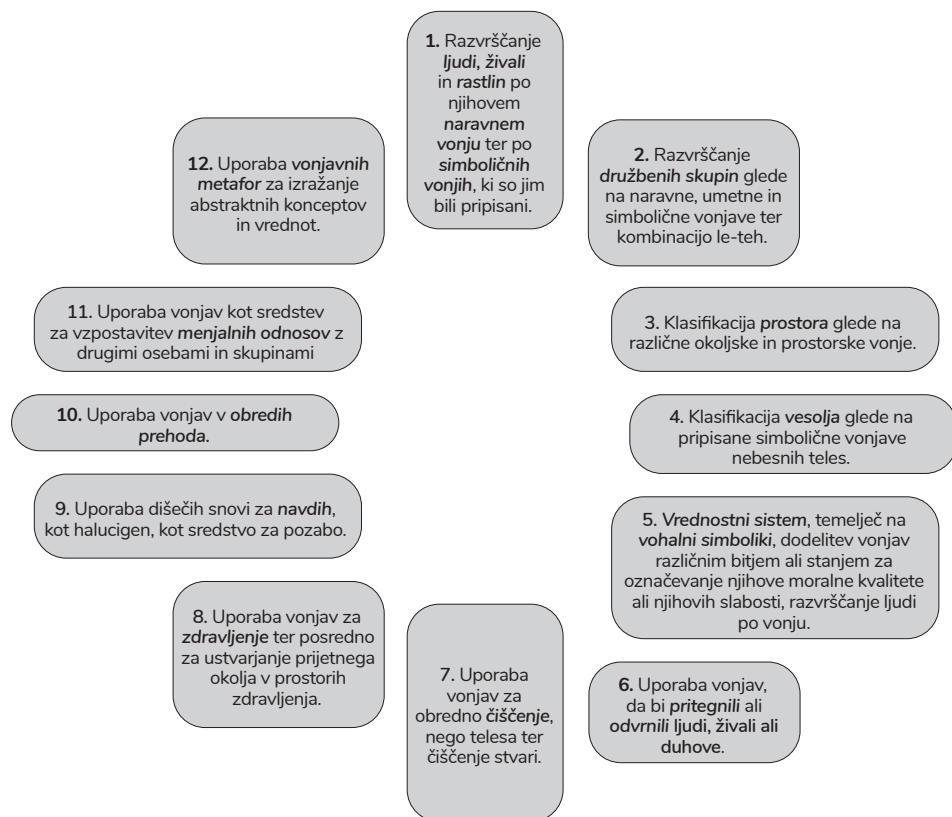 1. Razvrščanje
ljudi, živali
in rastlin po
njihovem
naravnem
vonju ter po
simboličnih
vonjih, ki so jim
bili pripisani.
2. Razvrščanje
družbenih skupin glede
na naravne, umetne in
simbolične vonjave ter
kombinacijo le-teh.
3. Klasifikacija prostora glede na
različne okoljske in prostorske vonje.
4. Klasifikacija vesolja glede na
pripisane simbolične vonjave
nebesnih teles.
5. Vrednostni sistem, temelječ na
vohalni simboliki, dodelitev vonjav
različnim bitjem ali stanjem za
označevanje njihove moralne kvalitete
ali njihovih slabosti, razvrščanje ljudi
po vonju.
6. Uporaba vonjav,
da bi pritegnili ali
odvrnili ljudi, živali ali
duhove.
7. Uporaba
vonjav za
obredno čiščenje,
nego telesa ter
čiščenje stvari.
8. Uporaba vonjav za
zdravljenje ter posredno
za ustvarjanje prijetnega
okolja v prostorih
zdravljenja.
9. Uporaba dišečih snovi za navdih,
kot halucigen, kot sredstvo za pozabo.
10. Uporaba vonjav v obredih
prehoda.
11. Uporaba vonjav kot sredstev
za vzpostavitev menjalnih odnosov z
drugimi osebami in skupinami
12. Uporaba vonjavnih
metafor za izražanje
abstraktnih konceptov
in vrednot.